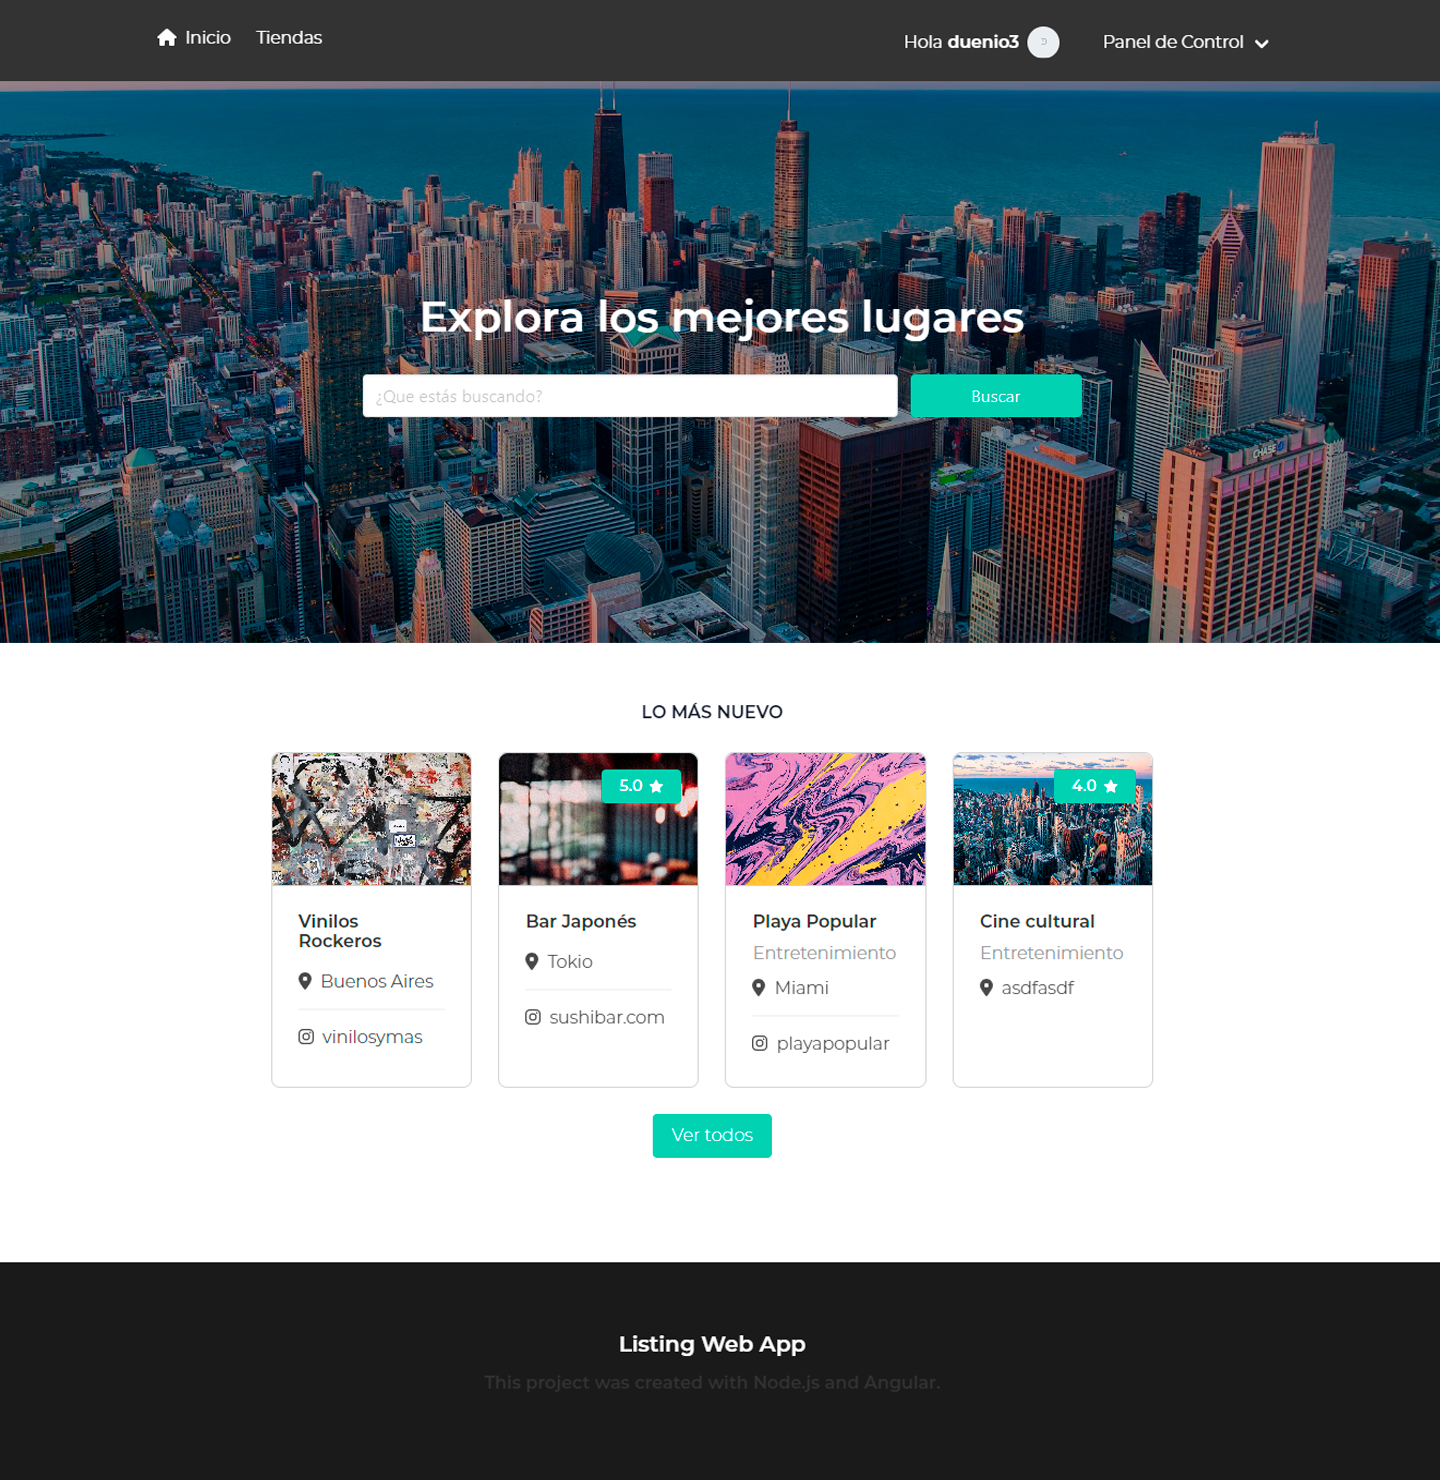 Inicio Tiendas Hola duenio3 Panel de Control
Explora los mejores lugares
¿Que estás buscando? Buscar
CHASE
LO MÁS NUEVO
5.0
4.0
Vinilos
Rockeros
Buenos Aires
vinilosymas
Bar Japonés
Tokio
sushibar.com
Playa Popular
Entretenimiento
Miami
playapopular
Cine cultural
Entretenimiento
asdfasdf
Ver todos
Listing Web App
This project was created with Node.js and Angular.